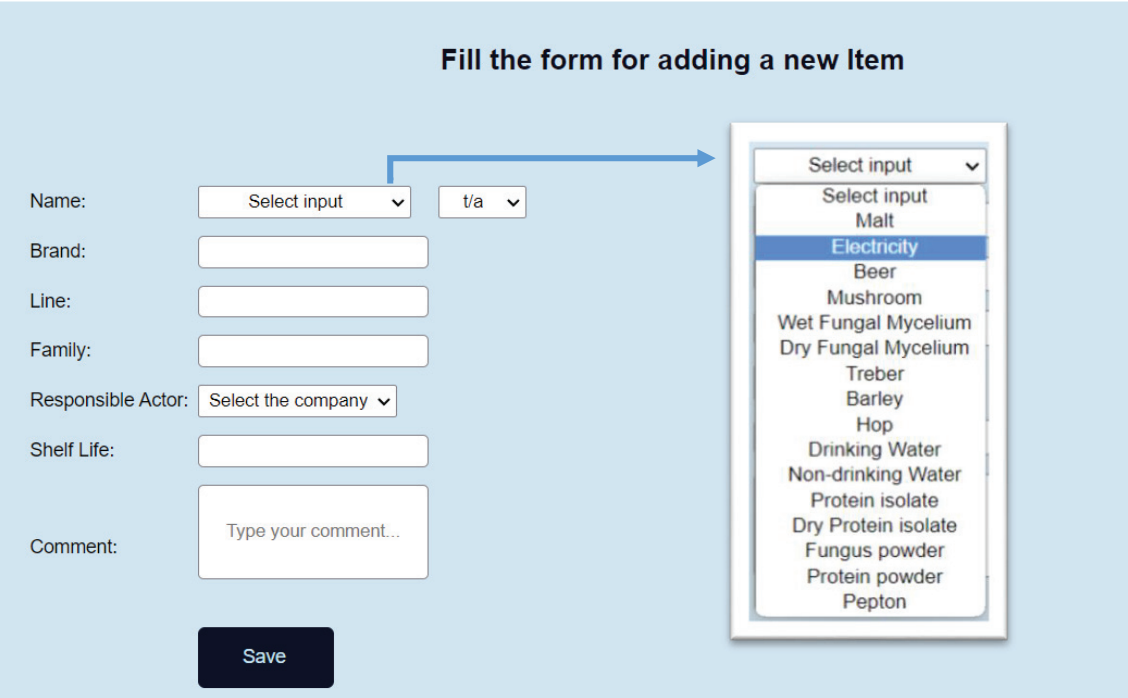 Fill the form for adding a new Item
Name: Select input t/a
Brand:
Line:
Family:
Responsible Actor: Select the company
Shelf Life:
Comment: Type your comment...
Save
Select input
Select input
Malt
Electricity
Beer
Mushroom
Wet Fungal Mycelium
Dry Fungal Mycelium
Treber
Barley
Hop
Drinking Water
Non-drinking Water
Protein isolate
Dry Protein isolate
Fungus powder
Protein powder
Pepton